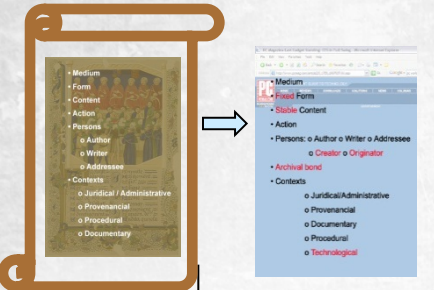 • Medium
• Form
• Content
• Action
• Persons
o Author
o Writer
o Addressee
• Contexts
o Juridical / Administrative
o Provenancial
o Procedural
o Documentary
• Medium
• Fixed Form
• Stable Content
• Action
• Persons: o Author o Writer o Addressee
o Creator o Originator
• Archival bond
• Contexts
o Juridical/Administrative
o Provenancial
o Documentary
o Procedural
o Technological